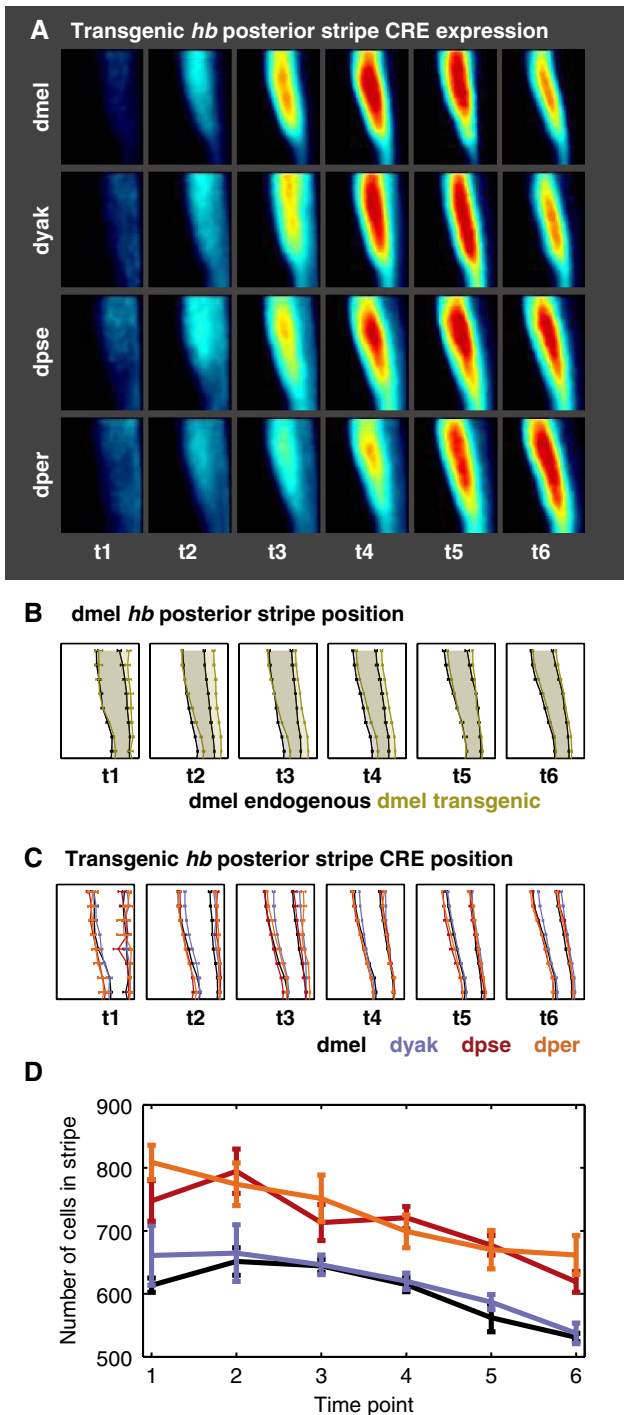 A Transgenic hb posterior stripe CRE expression
dmel
dyak
dpse
dper
t1 t2 t3 t4 t5 t6
B dmel hb posterior stripe position
t1 t2 t3 t4 t5 t6
dmel endogenous dmel transgenic
C Transgenic hb posterior stripe CRE position
t1 t2 t3 t4 t5 t6
dmel dyak dpse dper
D
Number of cells in stripe
900
800
700
600
500
1 2 3 4 5 6
Time point